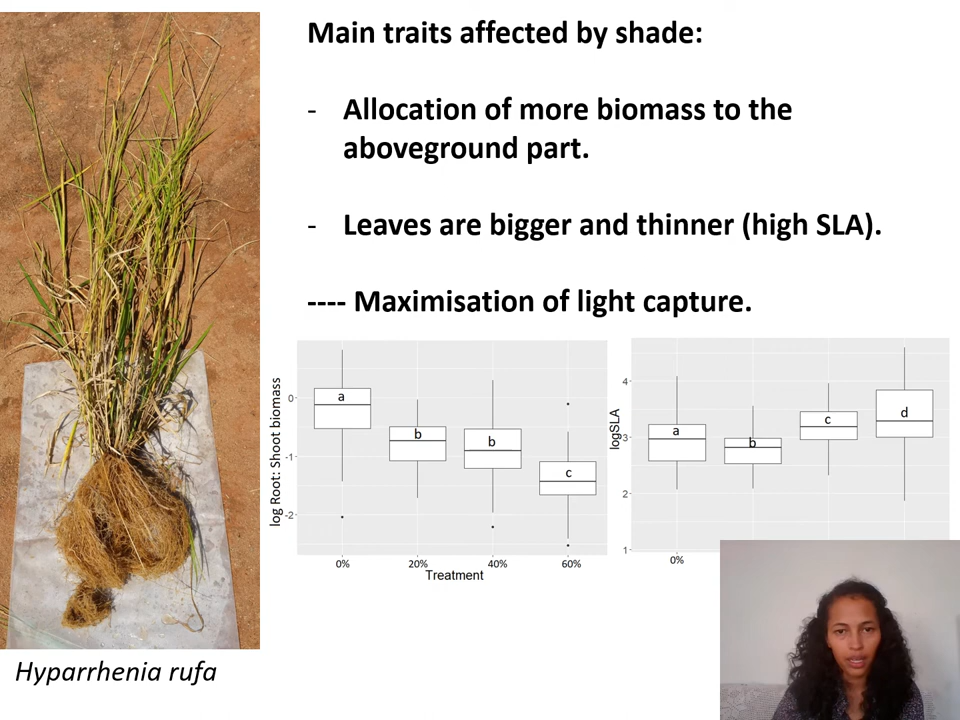 Main traits affected by shade:
- Allocation of more biomass to the
aboveground part.
- Leaves are bigger and thinner (high SLA).
---- Maximisation of light capture.
log Root: Shoot biomass
0
-1
-2
a
b
b
c
0%
20%
40%
60%
Treatment
logSLA
4
3
2
1
a
b
c
d
0%
Hyparrhenia rufa